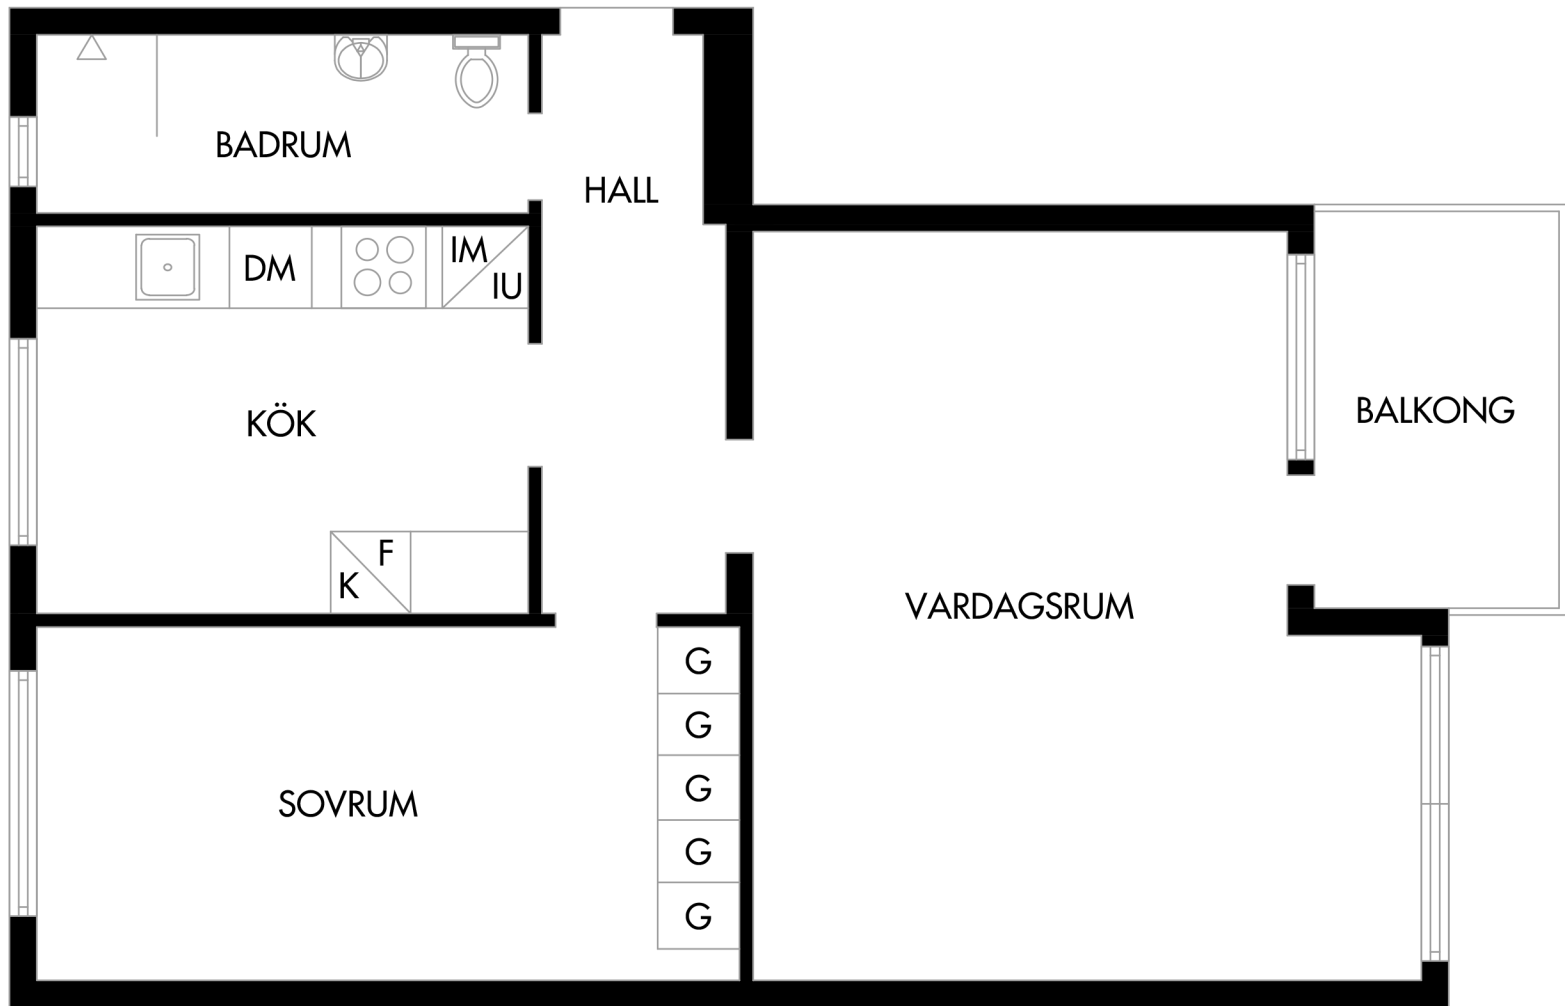 BADRUM
HALL
DM
IM
IU
KÖK
BALKONG
F
K
VARDAGSRUM
G
G
SOVRUM
G
G
G